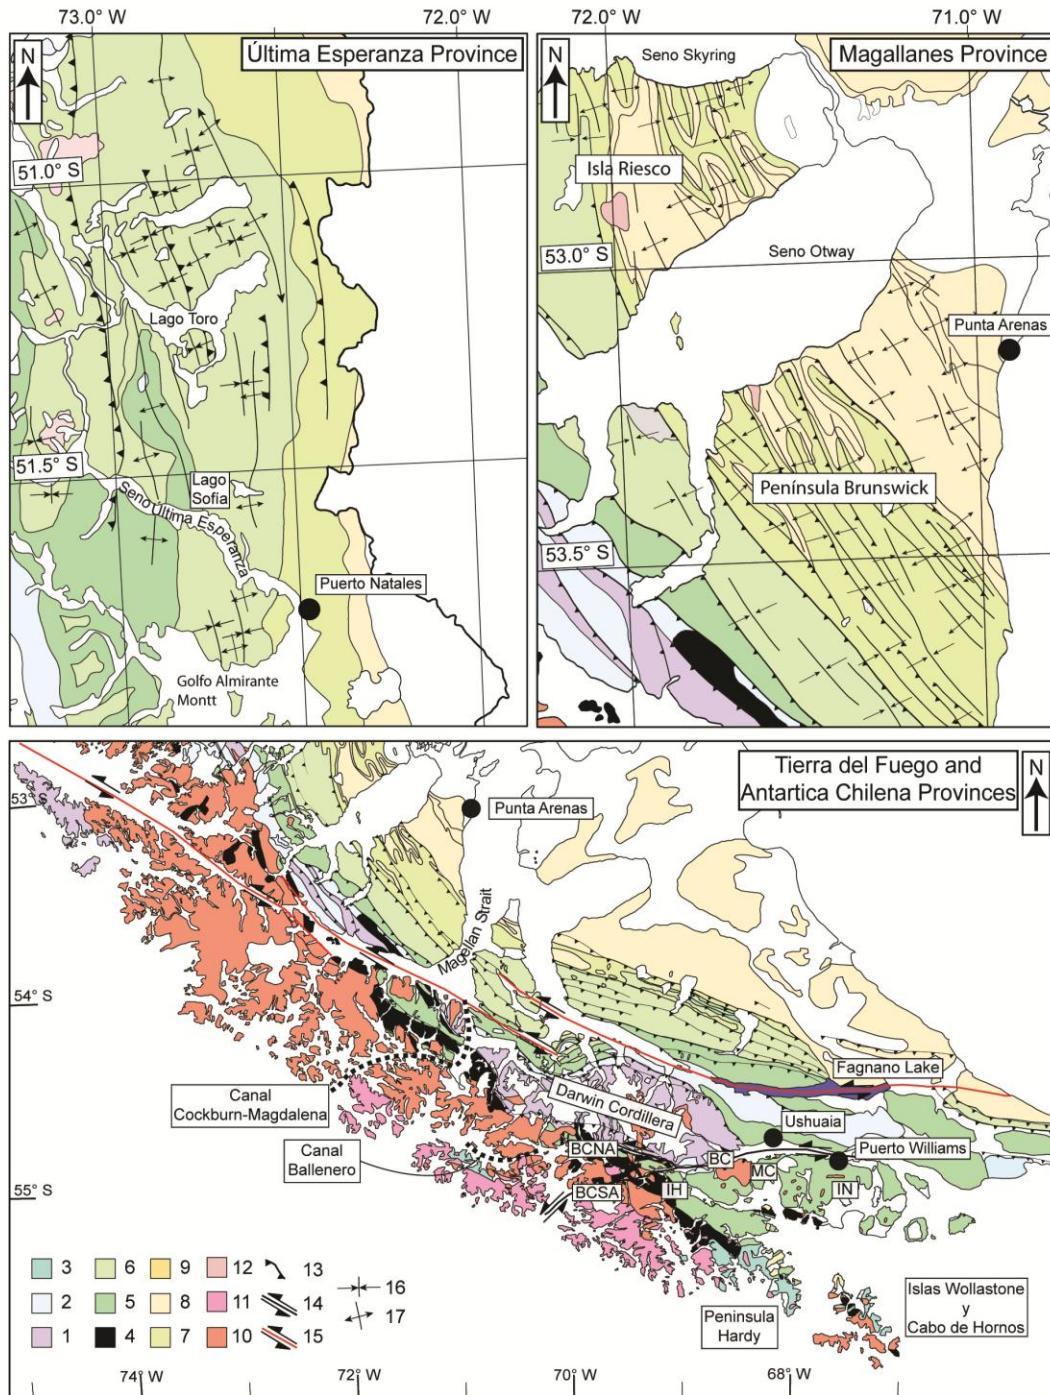 73.0° W
72.0° W
72.0° W
71.0° W
N
Última Esperanza Province
51.0° S
Lago Toro
51.5° S
Lago
Sofía
Seno Última Esperanza
Puerto Natales
Golfo Almirante
Montt
N
Seno Skyring
Magallanes Province
Isla Riesco
53.0° S
Seno Otway
Punta Arenas
Península Brunswick
53.5° S
Tierra del Fuego and
Antartica Chilena Provinces
N
53° S
Punta Arenas
Magellan Strait
54° S
Fagnano Lake
Canal
Cockburn-Magdalena
Darwin Cordillera
Ushuaia
Canal
Ballenero
BCNA
BC
MC
Puerto Williams
55° S
BCSA
IH
IN
3
6
9
12
13
16
2
5
8
11
14
17
1
4
7
10
15
Peninsula
Hardy
Islas Wollastone
y
Cabo de Hornos
74° W
72° W
70° W
68° W